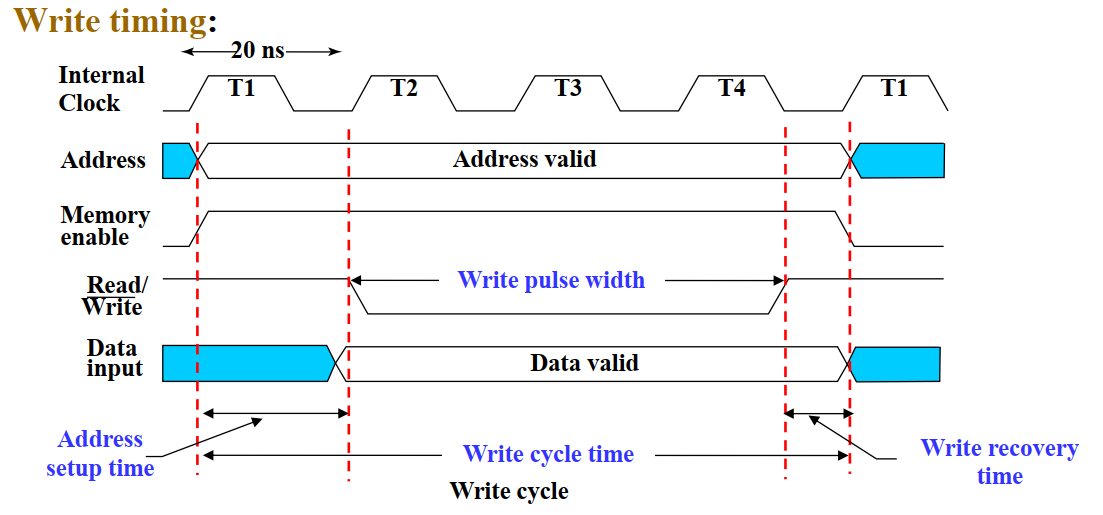 Write timing:
20 ns
Internal
Clock
T1
T2
T3
T4
T1
Address
Address valid
Memory
enable
Read/
Write
Write pulse width
Data
input
Data valid
Address
setup time
Write cycle time
Write recovery
time
Write cycle